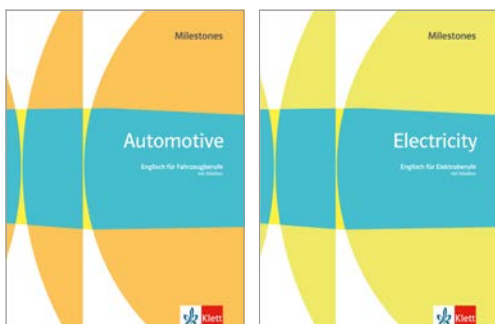 Milestones
Automotive
Englisch für Fahrzeugberufe
mit Medien
Klett
Milestones
Electricity
Englisch für Elektroberufe
mit Medien
Klett